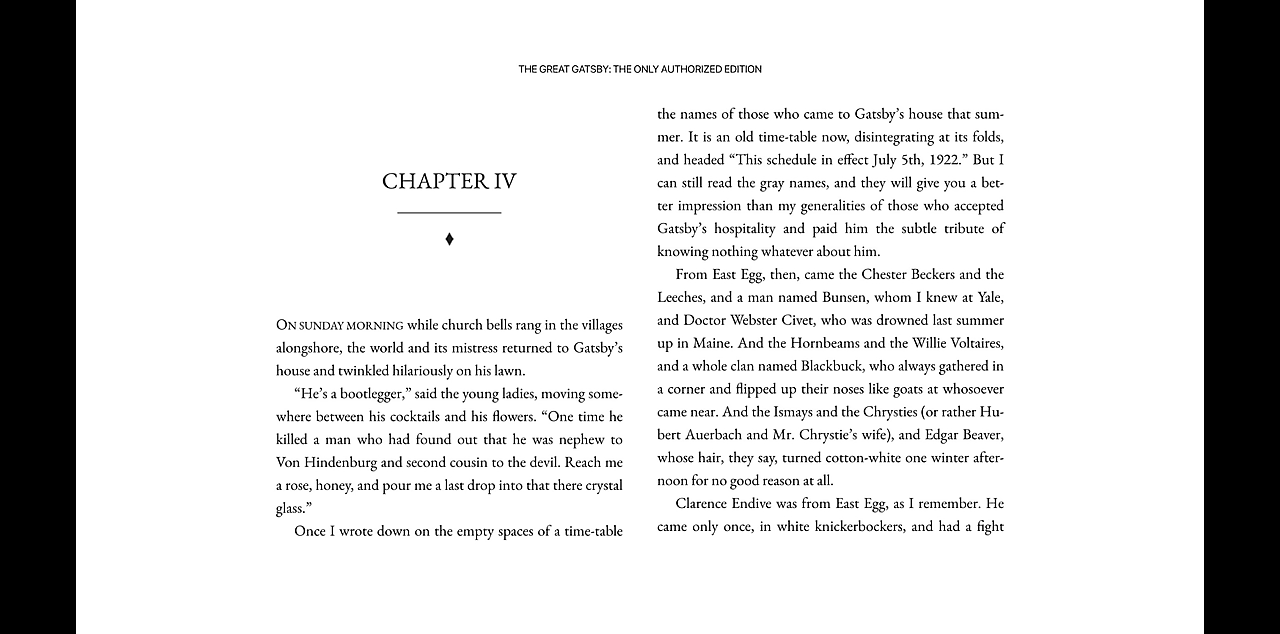 THE GREAT GATSBY: THE ONLY AUTHORIZED EDITION
CHAPTER IV
ON SUNDAY MORNING while church bells rang in the villages
alongshore, the world and its mistress returned to Gatsby’s
house and twinkled hilariously on his lawn.
“He’s a bootlegger,” said the young ladies, moving some-
where between his cocktails and his flowers. “One time he
killed a man who had found out that he was nephew to
Von Hindenburg and second cousin to the devil. Reach me
a rose, honey, and pour me a last drop into that there crystal
glass.”
Once I wrote down on the empty spaces of a time-table
the names of those who came to Gatsby’s house that sum-
mer. It is an old time-table now, disintegrating at its folds,
and headed “This schedule in effect July 5th, 1922.” But I
can still read the gray names, and they will give you a bet-
ter impression than my generalities of those who accepted
Gatsby’s hospitality and paid him the subtle tribute of
knowing nothing whatever about him.
From East Egg, then, came the Chester Beckers and the
Leeches, and a man named Bunsen, whom I knew at Yale,
and Doctor Webster Civet, who was drowned last summer
up in Maine. And the Hornbeams and the Willie Voltaires,
and a whole clan named Blackbuck, who always gathered in
a corner and flipped up their noses like goats at whosoever
came near. And the Ismays and the Chrysties (or rather Hu-
bert Auerbach and Mr. Chrystie’s wife), and Edgar Beaver,
whose hair, they say, turned cotton-white one winter after-
noon for no good reason at all.
Clarence Endive was from East Egg, as I remember. He
came only once, in white knickerbockers, and had a fight